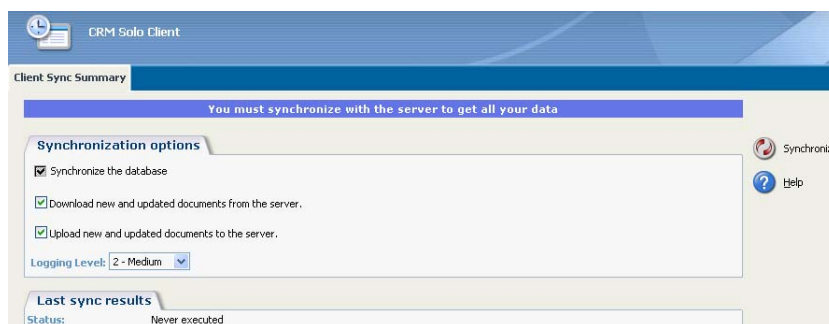 CRM Solo Client
Client Sync Summary
You must synchronize with the server to get all your data
Synchronization options
Synchronize the database
Download new and updated documents from the server.
Upload new and updated documents to the server.
Logging Level: 2 - Medium
Synchroni
Help
Last sync results
Status: Never executed